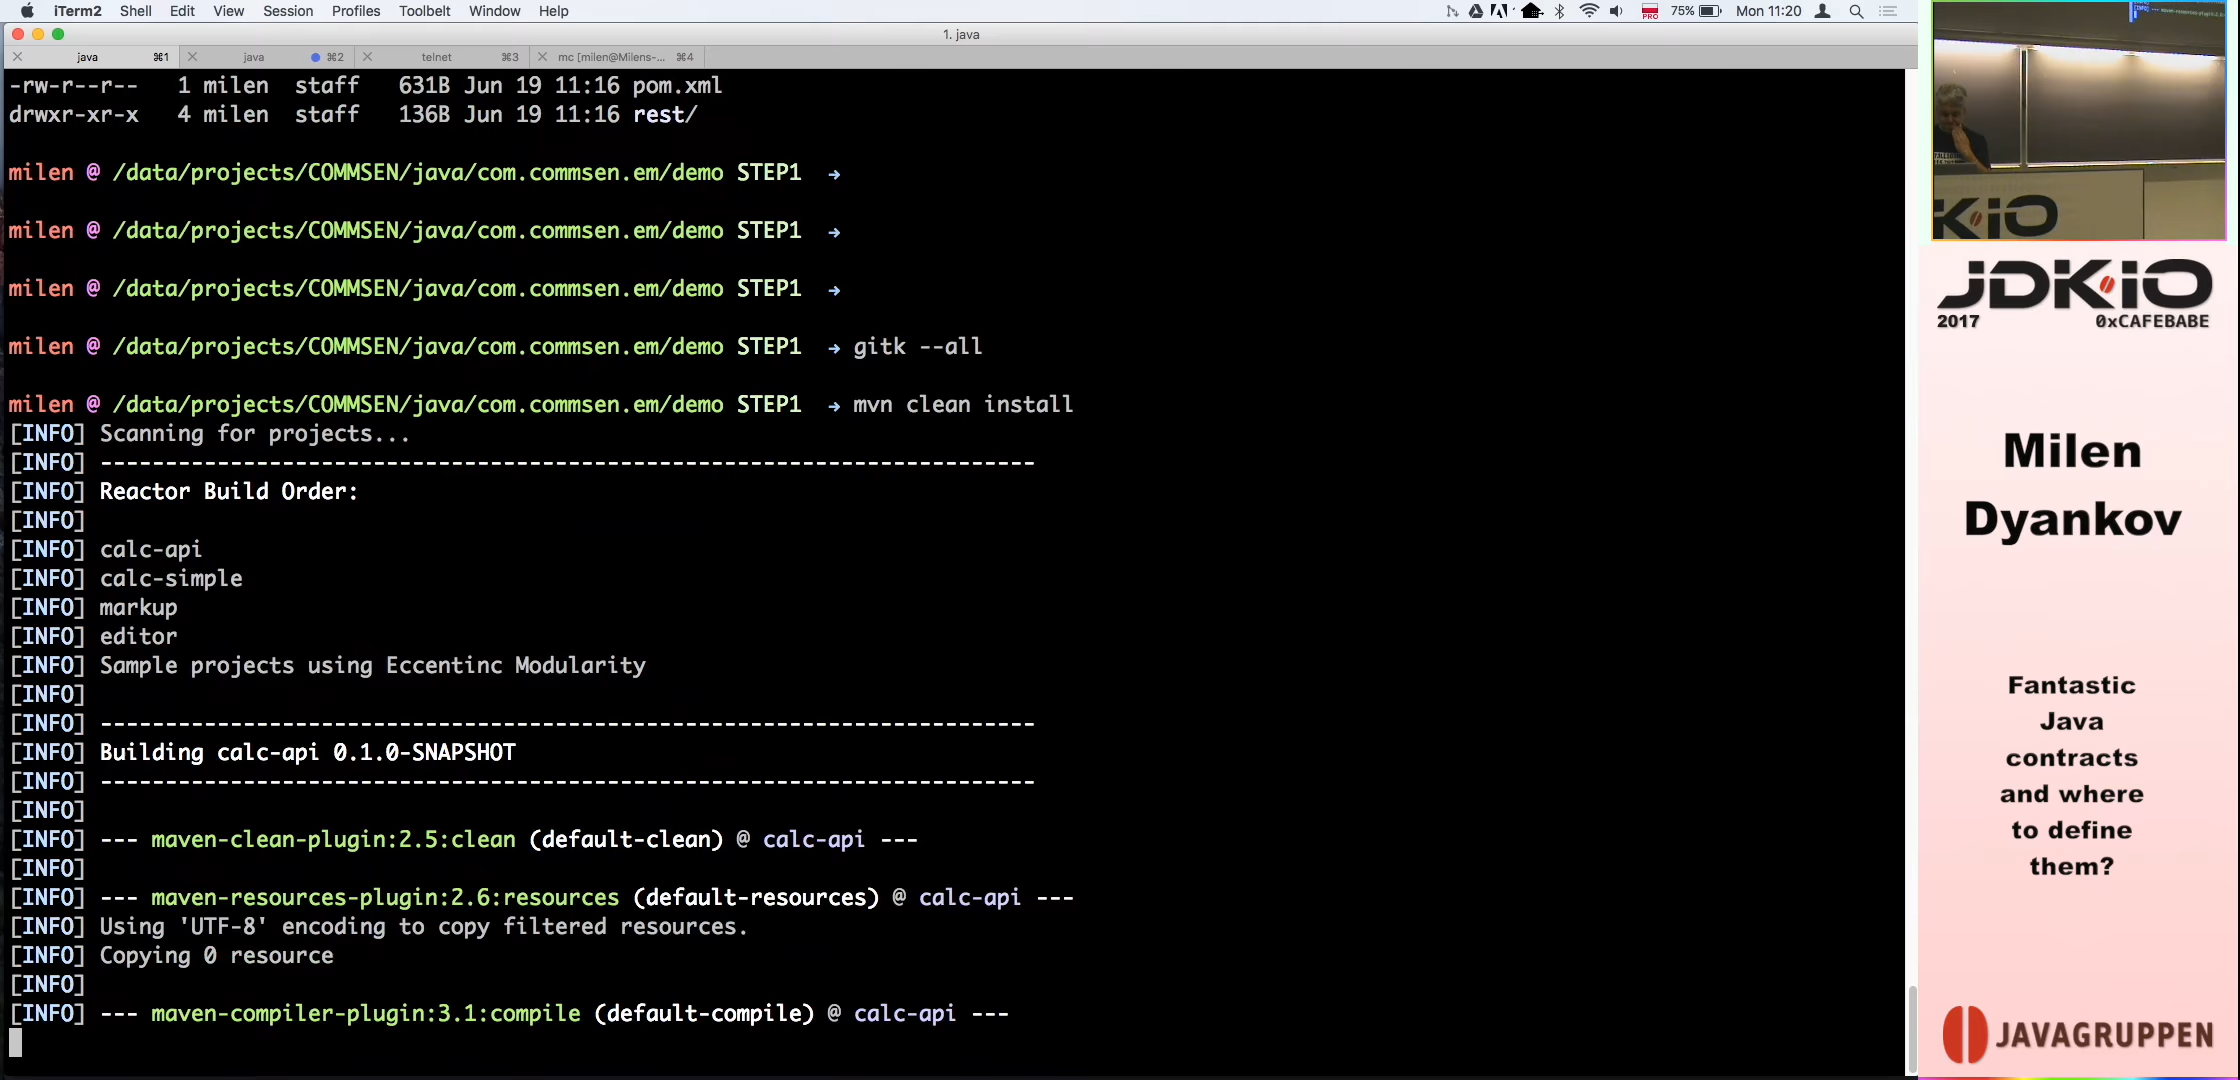 iTerm2 Shell Edit View Session Profiles Toolbelt Window Help
75% Mon 11:20
PRO
1. java
java ⌘1 java ⌘2 telnet ⌘3 mc [milen@Milens-... ⌘4
-rw-r--r-- 1 milen staff 631B Jun 19 11:16 pom.xml
drwxr-xr-x 4 milen staff 136B Jun 19 11:16 rest/
milen @ /data/projects/COMMSEN/java/com.commsen.em/demo STEP1 →
milen @ /data/projects/COMMSEN/java/com.commsen.em/demo STEP1 →
milen @ /data/projects/COMMSEN/java/com.commsen.em/demo STEP1 →
milen @ /data/projects/COMMSEN/java/com.commsen.em/demo STEP1 → gitk --all
milen @ /data/projects/COMMSEN/java/com.commsen.em/demo STEP1 → mvn clean install
[INFO] Scanning for projects...
[INFO] ------------------------------------------------------------------------
[INFO] Reactor Build Order:
[INFO]
[INFO] calc-api
[INFO] calc-simple
[INFO] markup
[INFO] editor
[INFO] Sample projects using Eccentinc Modularity
[INFO]
[INFO] ------------------------------------------------------------------------
[INFO] Building calc-api 0.1.0-SNAPSHOT
[INFO] ------------------------------------------------------------------------
[INFO]
[INFO] --- maven-clean-plugin:2.5:clean (default-clean) @ calc-api ---
[INFO]
[INFO] --- maven-resources-plugin:2.6:resources (default-resources) @ calc-api ---
[INFO] Using 'UTF-8' encoding to copy filtered resources.
[INFO] Copying 0 resource
[INFO]
[INFO] --- maven-compiler-plugin:3.1:compile (default-compile) @ calc-api ---
KiO
JDKiO
2017 0xCAFEBABE
Milen
Dyankov
Fantastic
Java
contracts
and where
to define
them?
JAVAGRUPPEN